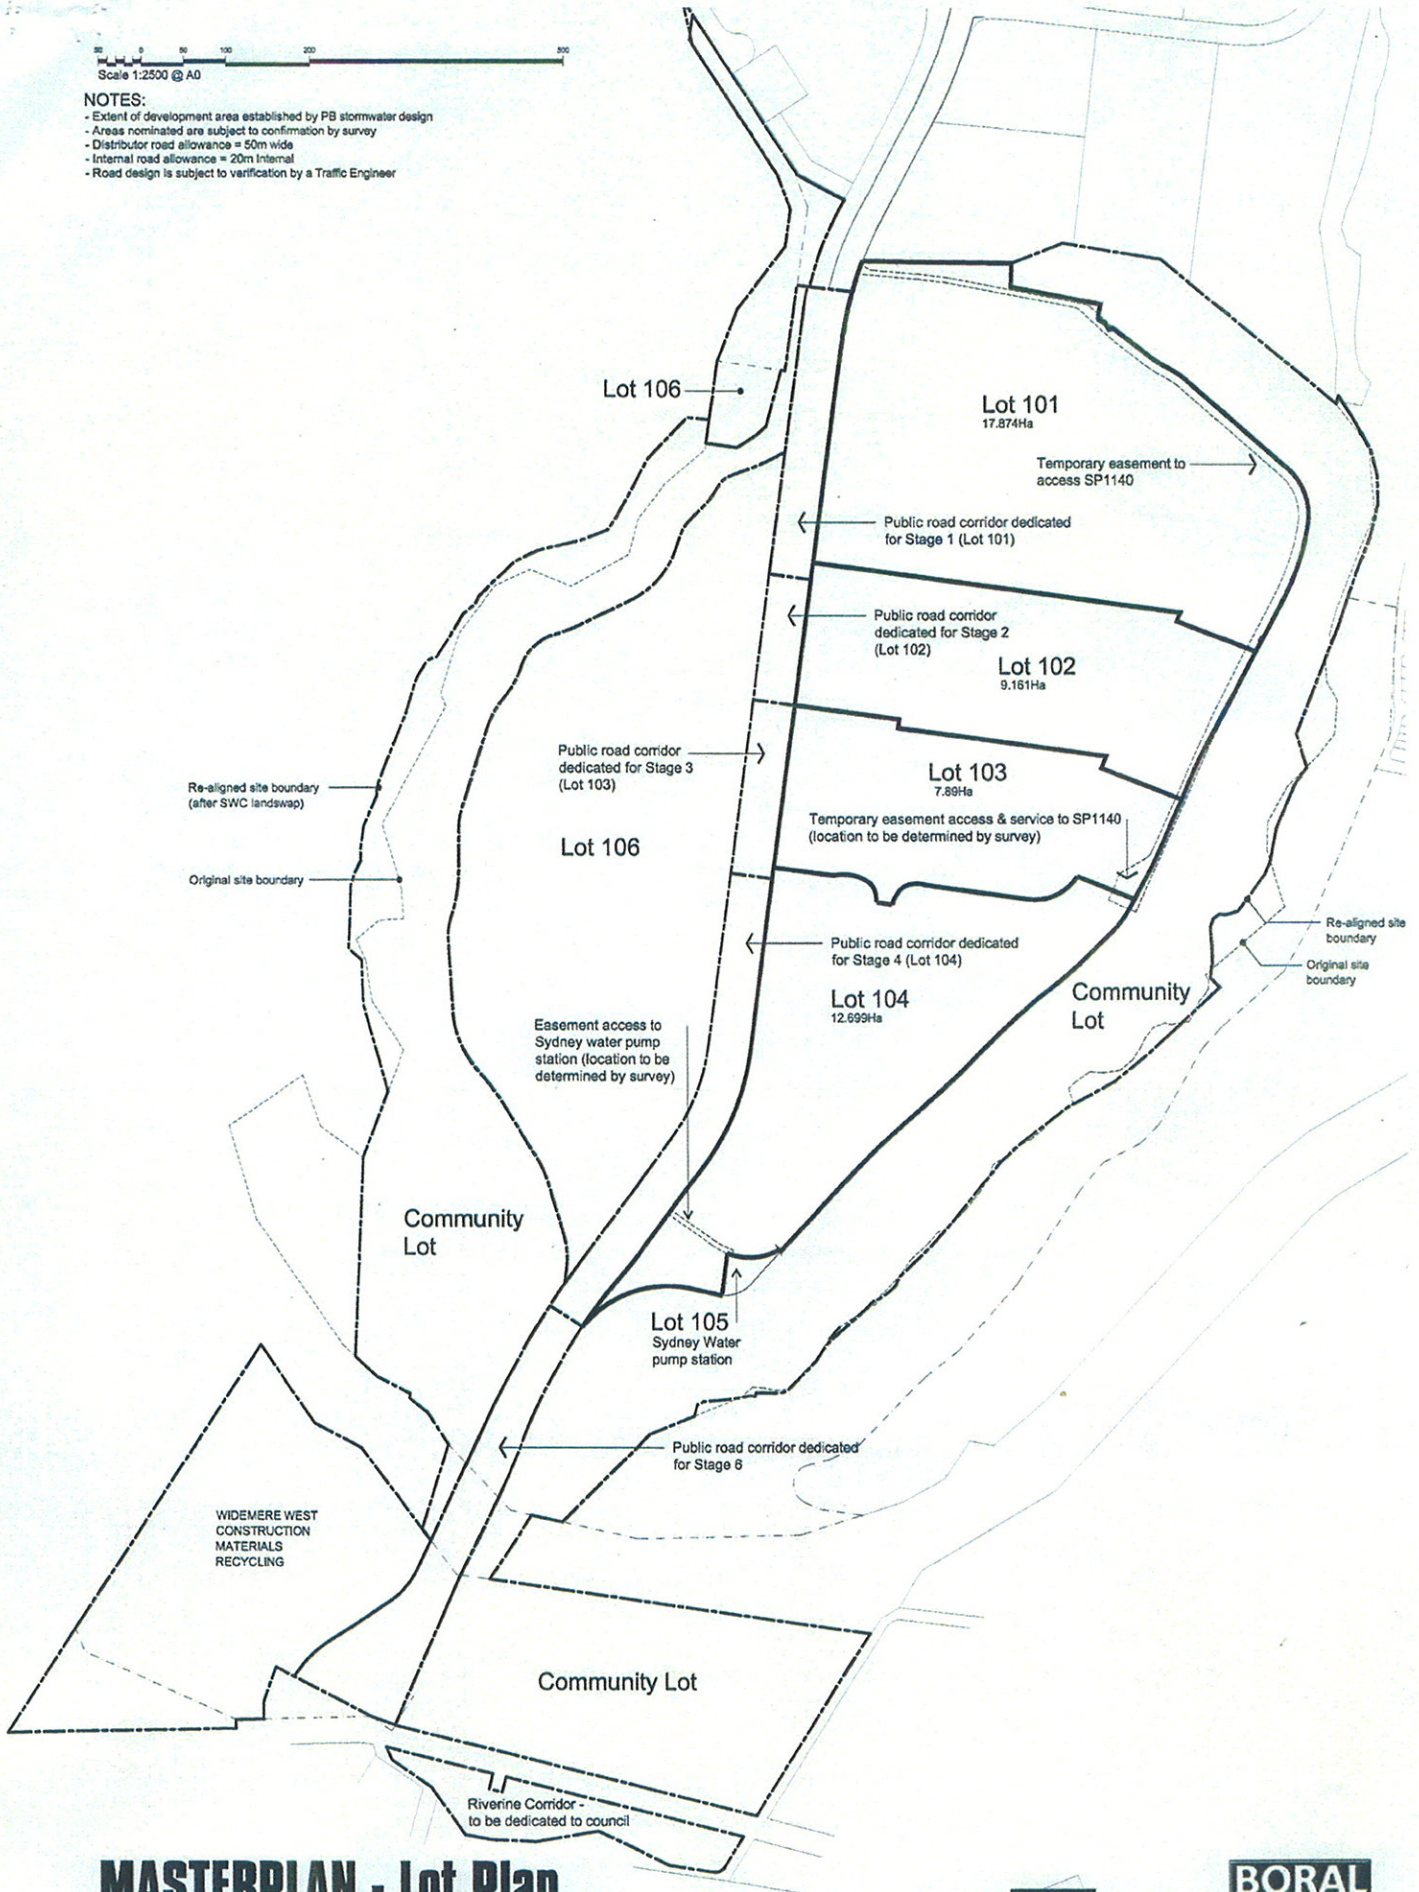 50 0 50 100 200 500
Scale 1:2500 @ A0
NOTES:
- Extent of development area established by PB stormwater design
- Areas nominated are subject to confirmation by survey
- Distributor road allowance = 50m wide
- Internal road allowance = 20m Internal
- Road design is subject to verification by a Traffic Engineer
Lot 106
Lot 101
17.874Ha
Temporary easement to
access SP1140
Public road corridor dedicated
for Stage 1 (Lot 101)
Public road corridor
dedicated for Stage 2
(Lot 102)
Lot 102
9.161Ha
Public road corridor
dedicated for Stage 3
(Lot 103)
Lot 103
7.89Ha
Re-aligned site boundary
(after SWC landswap)
Temporary easement access & service to SP1140
(location to be determined by survey)
Lot 106
Original site boundary
Re-aligned site
boundary
Original site
boundary
Public road corridor dedicated
for Stage 4 (Lot 104)
Lot 104
12.699Ha
Community
Lot
Easement access to
Sydney water pump
station (location to be
determined by survey)
Community
Lot
Lot 105
Sydney Water
pump station
Public road corridor dedicated
for Stage 6
WIDEMERE WEST
CONSTRUCTION
MATERIALS
RECYCLING
Community Lot
Riverine Corridor -
to be dedicated to council
MASTERPLAN - Lot Plan
BORAL